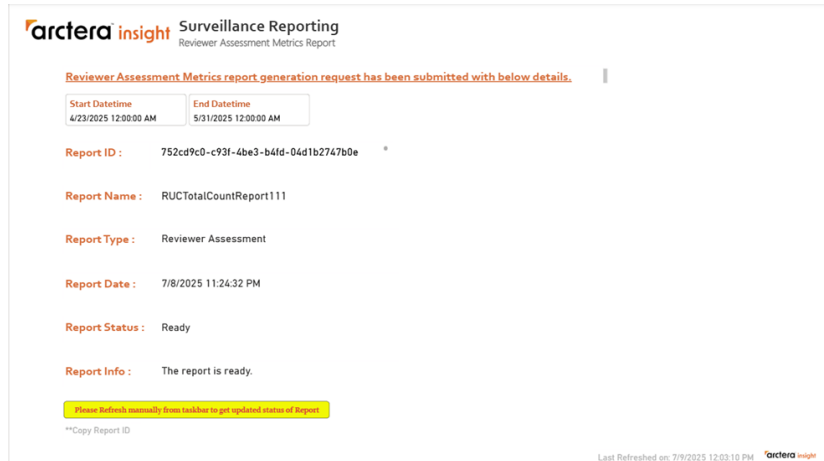 arctera insight
Surveillance Reporting
Reviewer Assessment Metrics Report
Reviewer Assessment Metrics report generation request has been submitted with below details.
Start Datetime End Datetime
4/23/2025 12:00:00 AM 5/31/2025 12:00:00 AM
Report ID : 752cd9c0-c93f-4be3-b4fd-04d1b2747b0e
Report Name : RUCTotalCountReport111
Report Type : Reviewer Assessment
Report Date : 7/8/2025 11:24:32 PM
Report Status : Ready
Report Info : The report is ready.
Please Refresh manually from taskbar to get updated status of Report
**Copy Report ID
Last Refreshed on: 7/9/2025 12:03:10 PM arctera insight